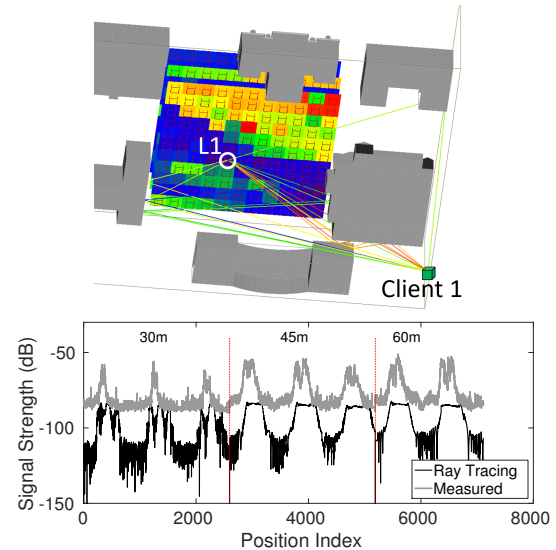 L1
Client 1
30m 45m 60m
-50
-100
-150
Signal Strength (dB)
Ray Tracing
Measured
0 2000 4000 6000 8000
Position Index